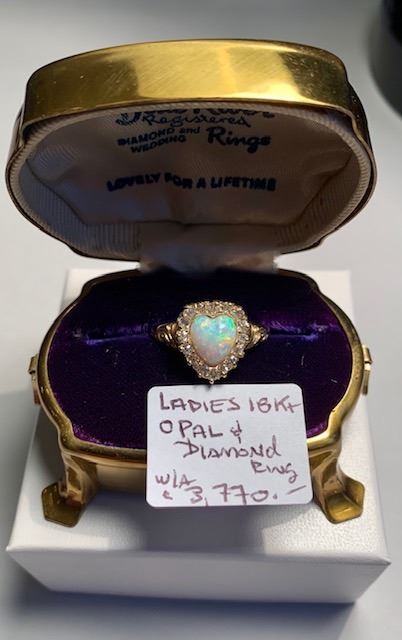 Registered
DIAMOND and
WEDDING Rings
LOVELY FOR A LIFETIME
LADIES 18Kt
OPAL &
DIAMOND
RING
W/A
3,770.—